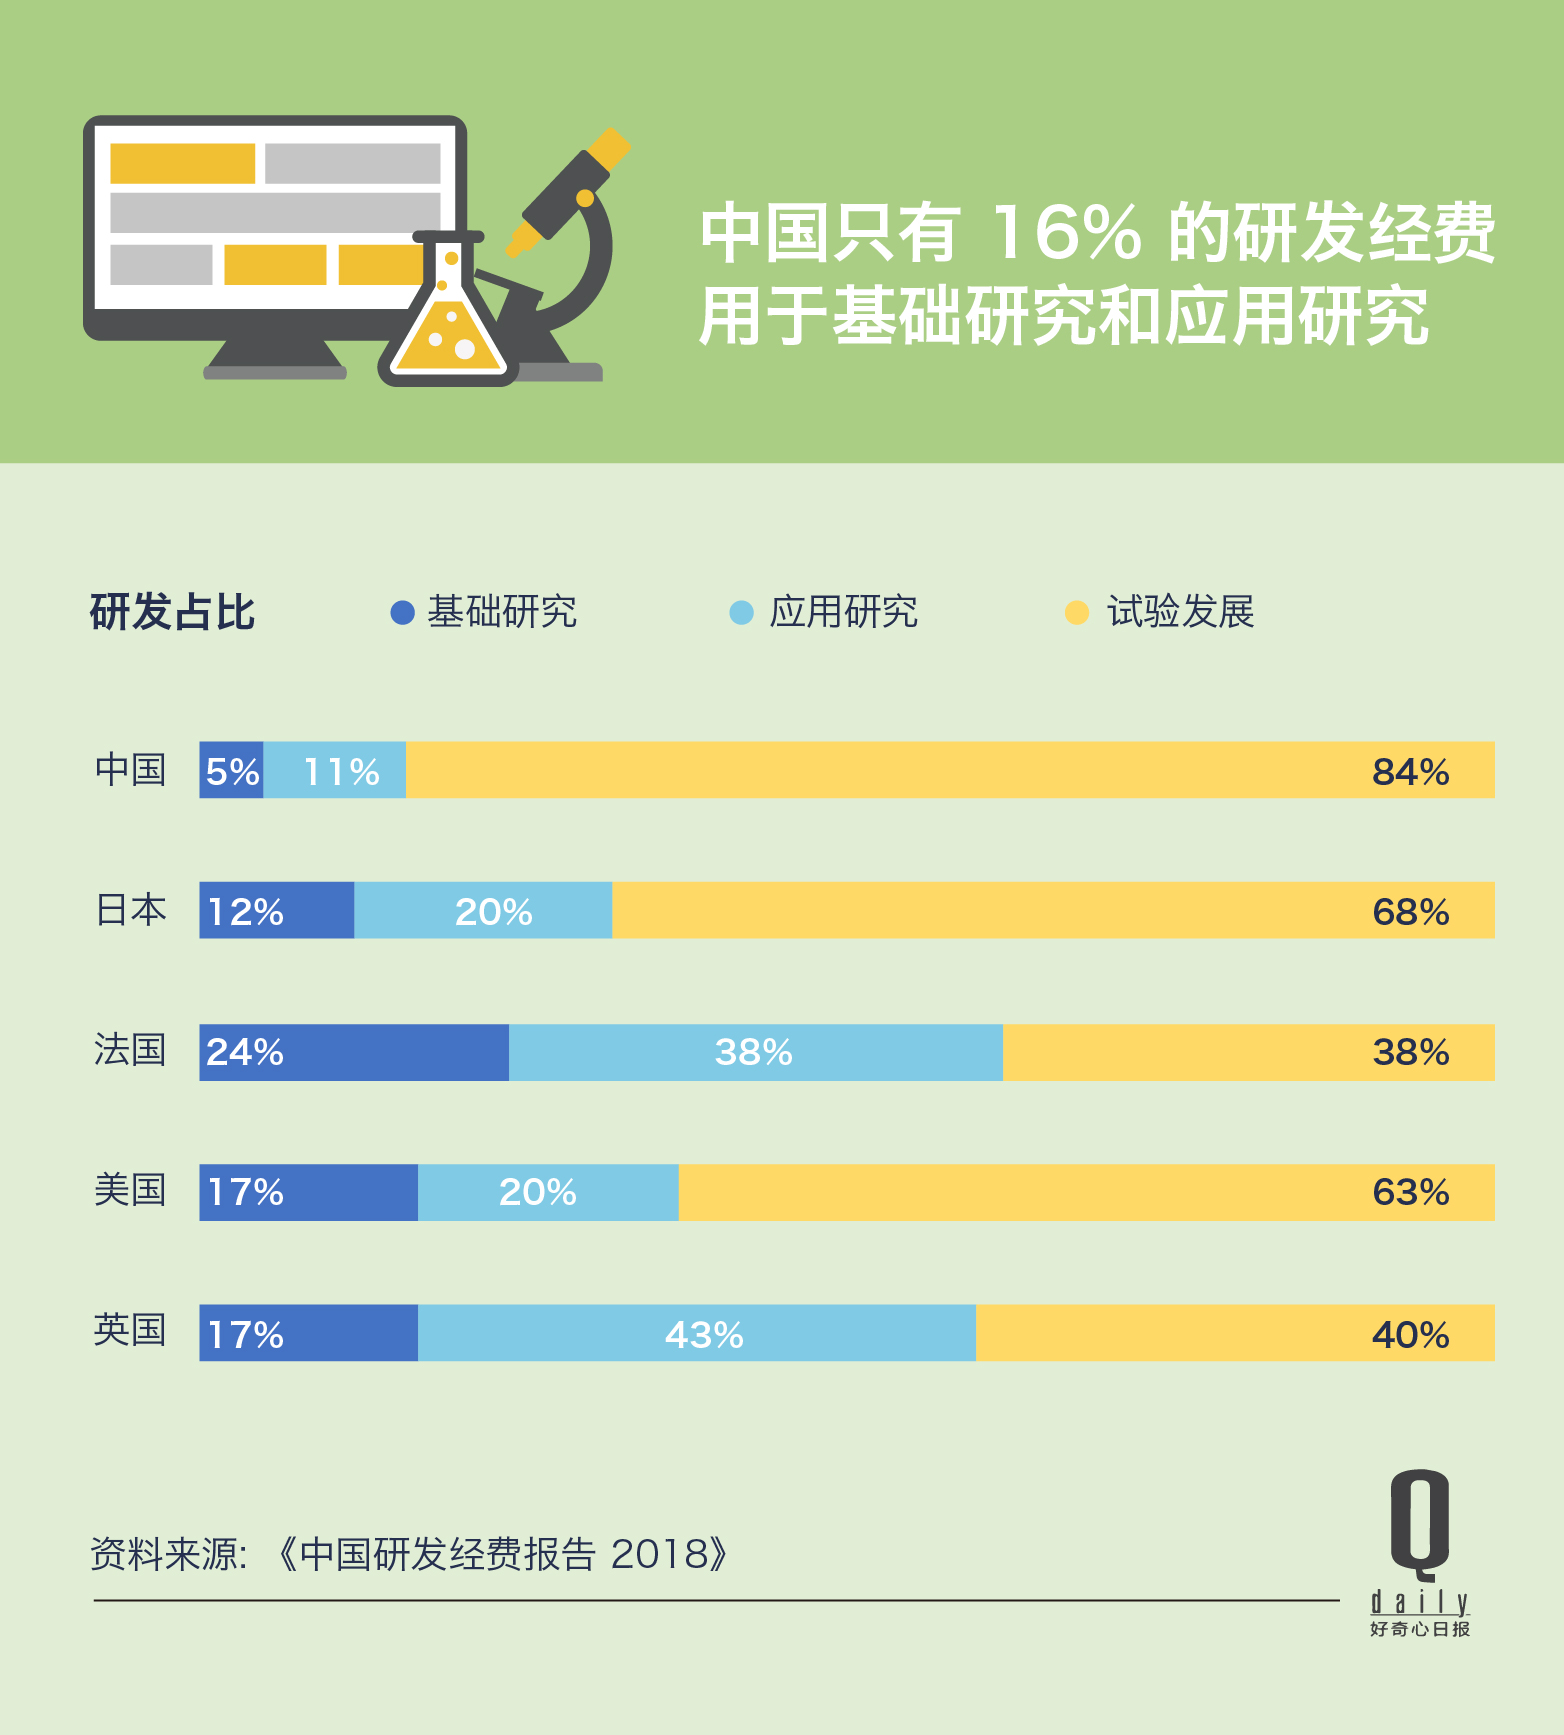 中国只有 16% 的研发经费
用于基础研究和应用研究
研发占比 基础研究 应用研究 试验发展
中国 5% 11% 84%
日本 12% 20% 68%
法国 24% 38% 38%
美国 17% 20% 63%
英国 17% 43% 40%
资料来源: 《中国研发经费报告 2018》
Q
daily
好奇心日报